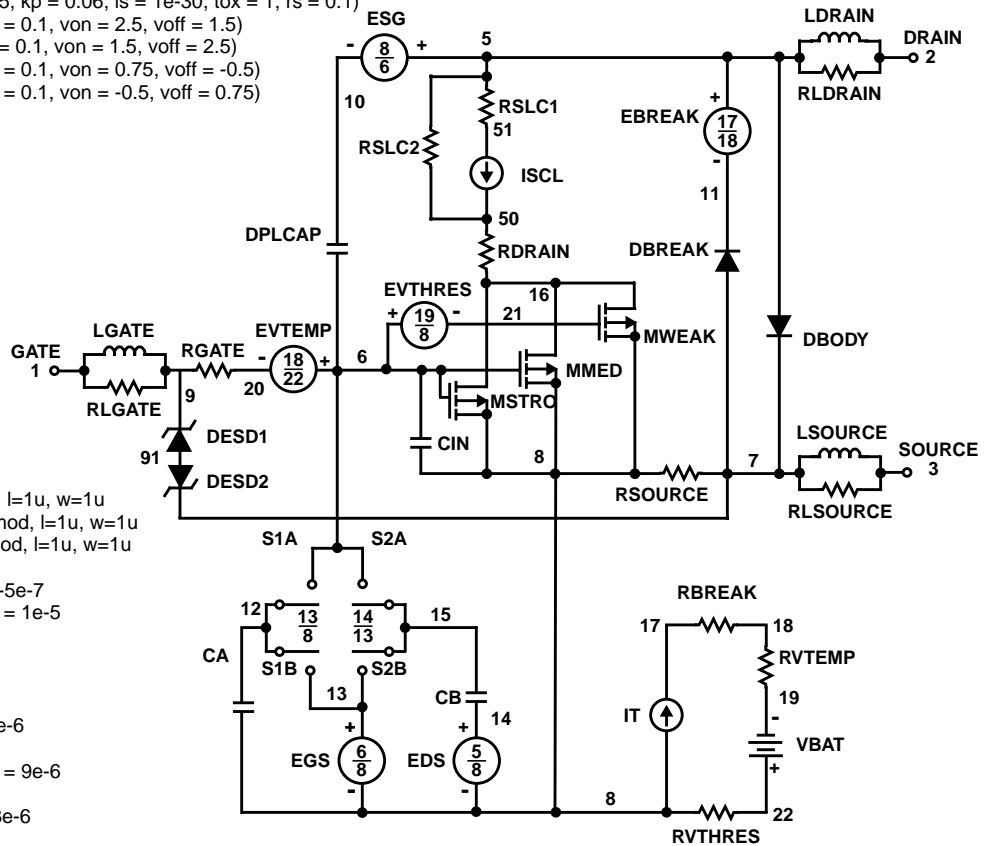 5, kp = 0.06, is = 1e-30, tox = 1, rs = 0.1)
= 0.1, von = 2.5, voff = 1.5)
= 0.1, von = 1.5, voff = 2.5)
= 0.1, von = 0.75, voff = -0.5)
= 0.1, von = -0.5, voff = 0.75)
ESG
- 8 +
6
5
LDRAIN
DRAIN
2
RLDRAIN
10
RSLC1
51
RSLC2
ISCL
EBREAK
+
17
18
-
11
50
DPLCAP
RDRAIN
DBREAK
EVTHRES
+ 19 -
8
16
21
MWEAK
DBODY
LGATE
GATE
1
RLGATE
RGATE
EVTEMP
- 18 +
22
9
20
6
MMED
MSTRO
DESD1
91
DESD2
CIN
8
RSOURCE
7
LSOURCE
SOURCE
3
RLSOURCE
l=1u, w=1u
mod, l=1u, w=1u
od, l=1u, w=1u
-5e-7
= 1e-5
e-6
= 9e-6
e-6
S1A
S2A
12
13
8
14
13
15
CA
S1B
S2B
13
CB
14
+
EGS
6
8
-
+
EDS
5
8
-
8
RBREAK
17
18
RVTEMP
19
IT
-
VBAT
+
22
RVTHRES